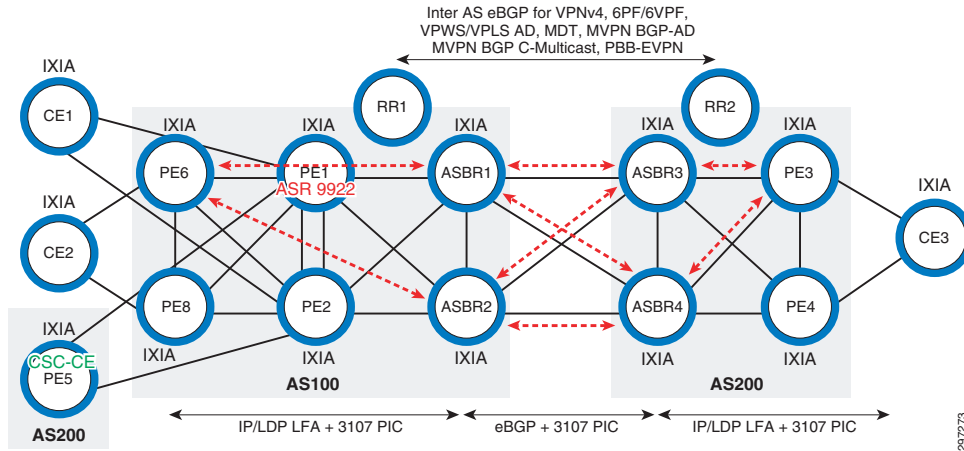 Inter AS eBGP for VPNv4, 6PF/6VPF,
VPWS/VPLS AD, MDT, MVPN BGP-AD
MVPN BGP C-Multicast, PBB-EVPN
IXIA
CE1
RR1
RR2
IXIA
PE6
IXIA
PE1
ASR 9922
IXIA
ASBR1
IXIA
ASBR3
IXIA
PE3
IXIA
CE2
IXIA
CE3
PE8
IXIA
PE2
IXIA
ASBR2
IXIA
ASBR4
IXIA
PE4
IXIA
IXIA
CSC-CE
PE5
AS200
AS100
AS200
IP/LDP LFA + 3107 PIC
eBGP + 3107 PIC
IP/LDP LFA + 3107 PIC
297273